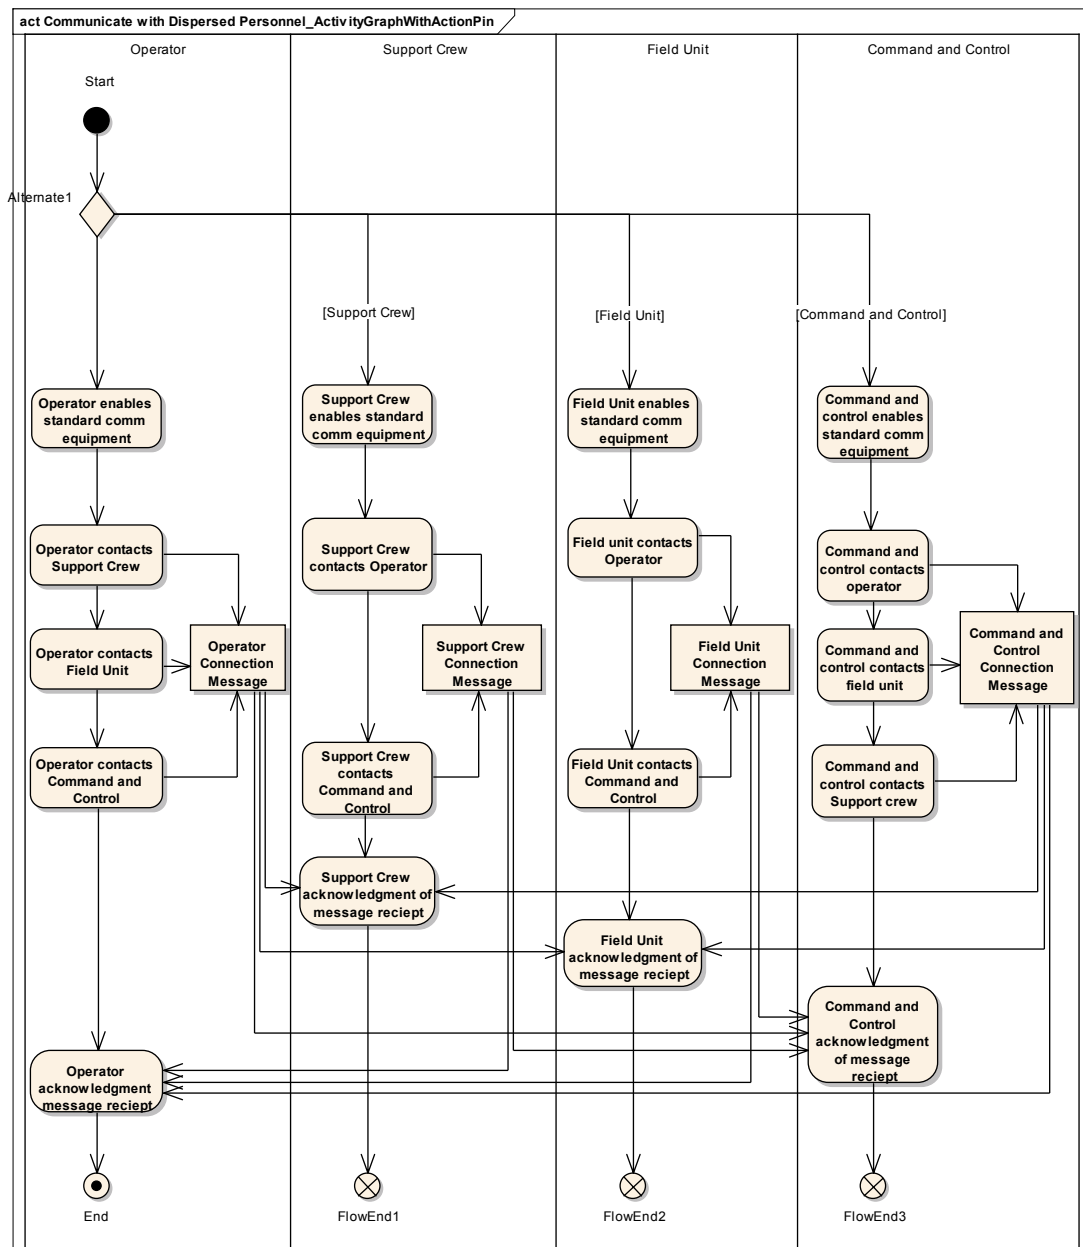 act Communicate with Dispersed Personnel_ActivityGraphWithActionPin
Operator
Support Crew
Field Unit
Command and Control
Start
Alternate1
[Support Crew]
[Field Unit]
[Command and Control]
Operator enables
standard comm
equipment
Support Crew
enables standard
comm equipment
Field Unit enables
standard comm
equipment
Command and
control enables
standard comm
equipment
Operator contacts
Support Crew
Support Crew
contacts Operator
Field unit contacts
Operator
Command and
control contacts
operator
Operator contacts
Field Unit
Operator
Connection
Message
Support Crew
Connection
Message
Field Unit
Connection
Message
Command and
control contacts
field unit
Command and
Control
Connection
Message
Operator contacts
Command and
Control
Support Crew
contacts
Command and
Control
Field Unit contacts
Command and
Control
Command and
control contacts
Support crew
Support Crew
acknowledgment of
message reciept
Field Unit
acknowledgment of
message reciept
Command and
Control
acknowledgment
of message
reciept
Operator
acknowledgment
message reciept
End
FlowEnd1
FlowEnd2
FlowEnd3